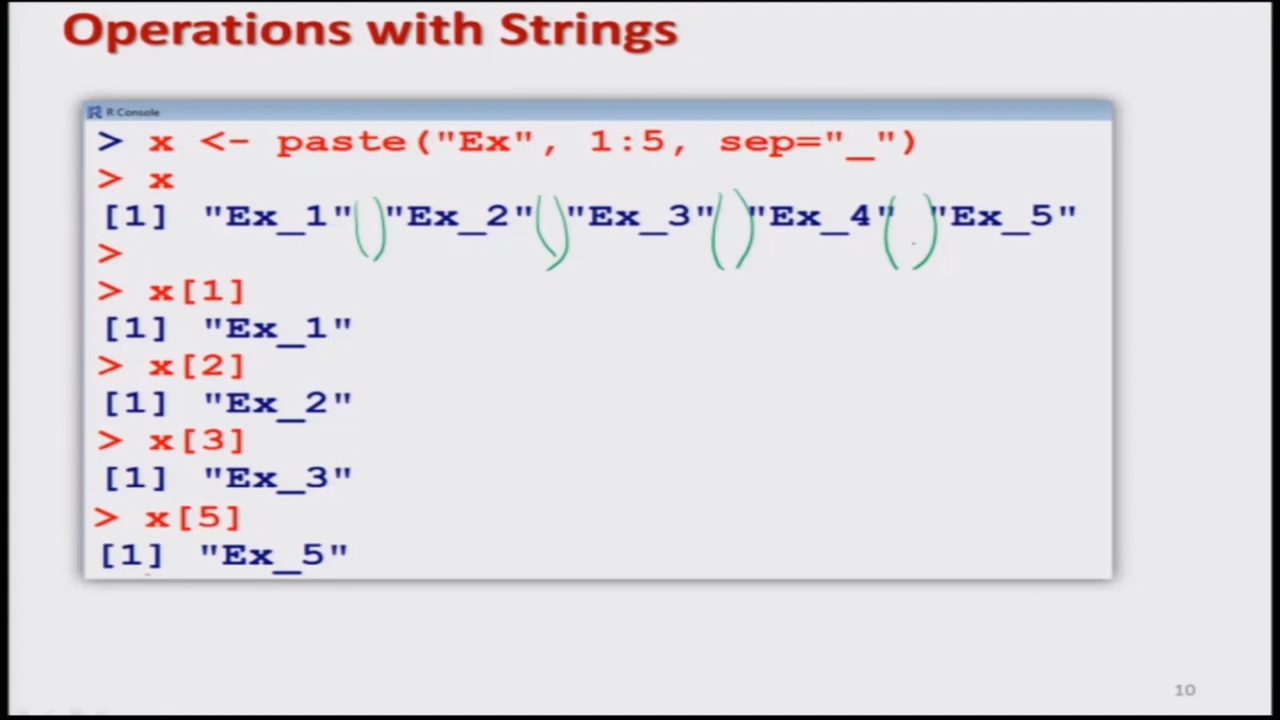 Operations with Strings
R Console
> x <- paste("Ex", 1:5, sep="_")
> x
[1] "Ex_1" "Ex_2" "Ex_3" "Ex_4" "Ex_5"
>
> x[1]
[1] "Ex_1"
> x[2]
[1] "Ex_2"
> x[3]
[1] "Ex_3"
> x[5]
[1] "Ex_5"
10